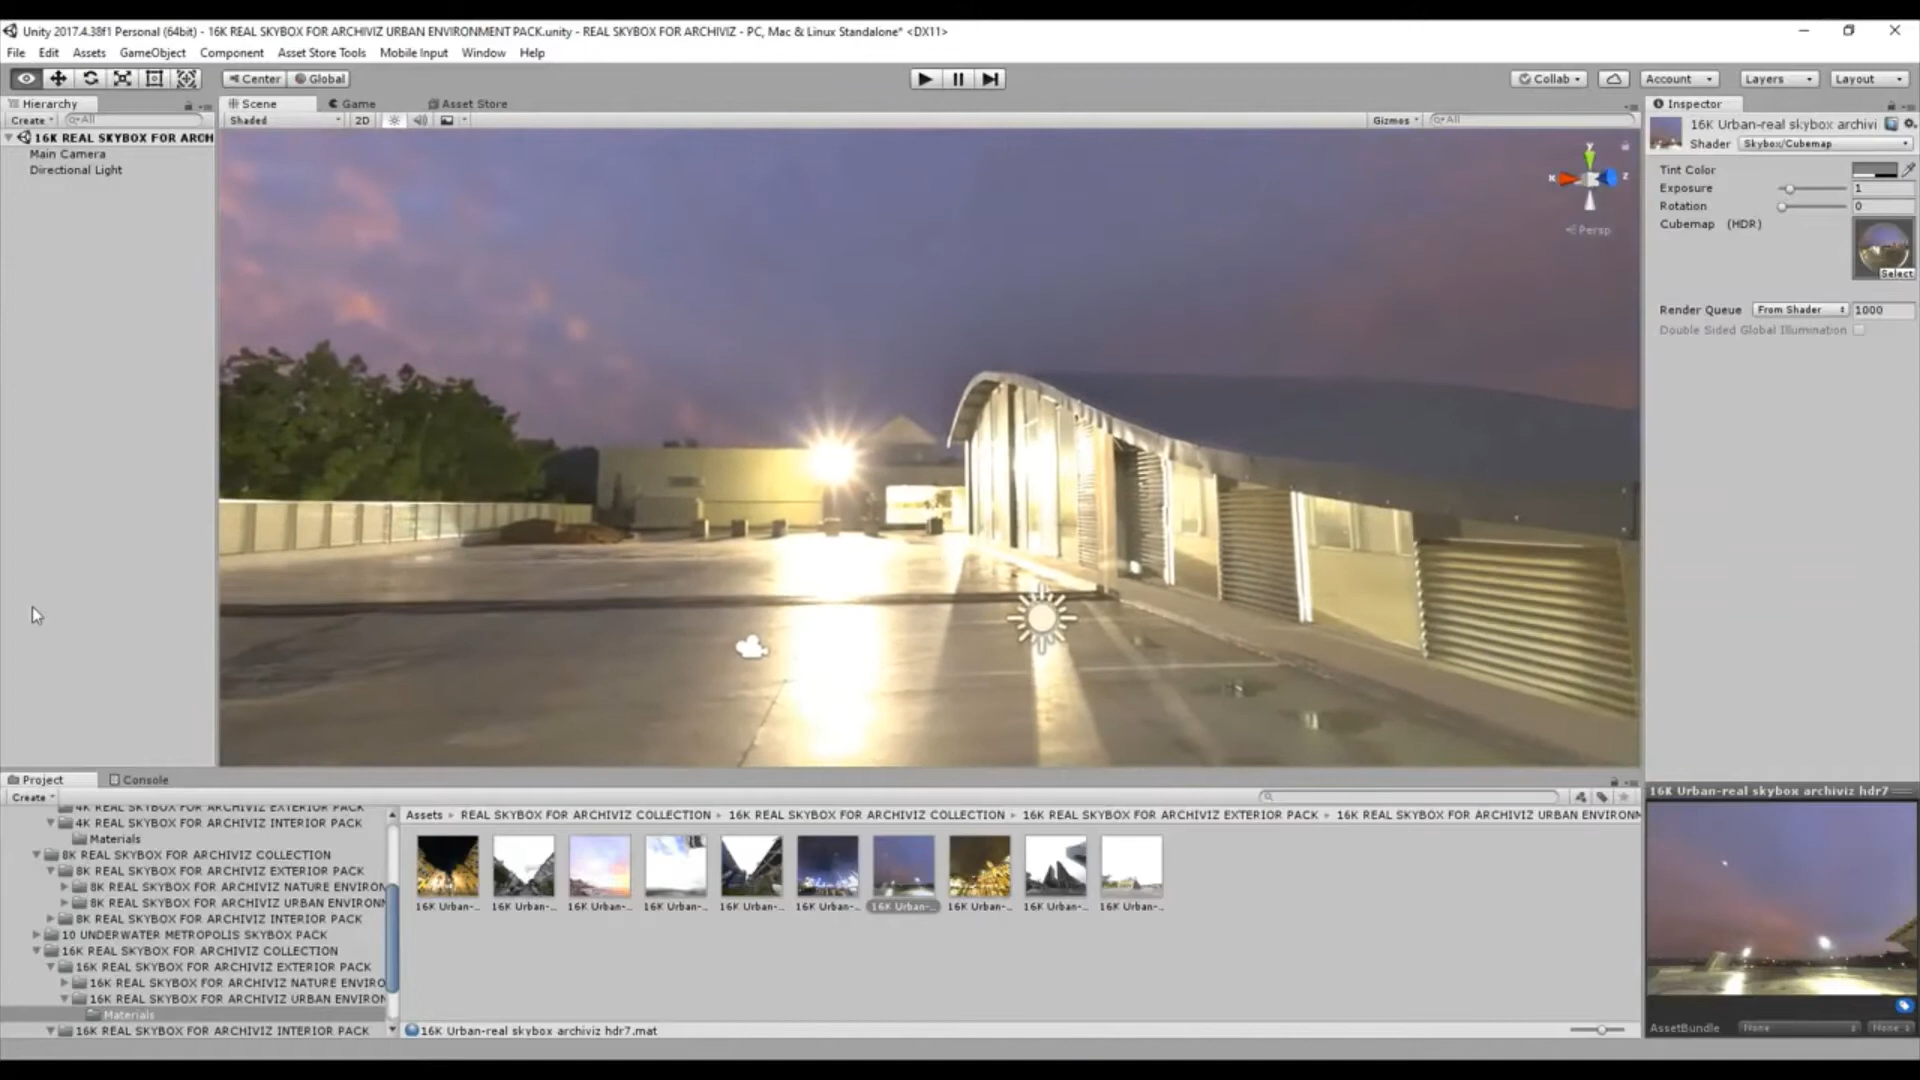 Unity 2017.4.38f1 Personal (64bit) - 16K REAL SKYBOX FOR ARCHIVIZ URBAN ENVIRONMENT PACK.unity - REAL SKYBOX FOR ARCHIVIZ - PC, Mac & Linux Standalone* <DX11>
File Edit Assets GameObject Component Asset Store Tools Mobile Input Window Help
Center Global Collab Account Layers Layout
Hierarchy Scene Game Asset Store Inspector
Create All Shaded 2D Gizmos All
16K REAL SKYBOX FOR ARCH
Main Camera
Directional Light
y
x
z
Persp
16K Urban-real skybox archivi
Shader Skybox/Cubemap
Tint Color
Exposure 1
Rotation 0
Cubemap (HDR)
Select
Render Queue From Shader 1000
Double Sided Global Illumination
Project Console
Create
4K REAL SKYBOX FOR ARCHIVIZ EXTERIOR PACK
4K REAL SKYBOX FOR ARCHIVIZ INTERIOR PACK
Materials
8K REAL SKYBOX FOR ARCHIVIZ COLLECTION
8K REAL SKYBOX FOR ARCHIVIZ EXTERIOR PACK
8K REAL SKYBOX FOR ARCHIVIZ NATURE ENVIRON
8K REAL SKYBOX FOR ARCHIVIZ URBAN ENVIRON
8K REAL SKYBOX FOR ARCHIVIZ INTERIOR PACK
10 UNDERWATER METROPOLIS SKYBOX PACK
16K REAL SKYBOX FOR ARCHIVIZ COLLECTION
16K REAL SKYBOX FOR ARCHIVIZ EXTERIOR PACK
16K REAL SKYBOX FOR ARCHIVIZ NATURE ENVIRO
16K REAL SKYBOX FOR ARCHIVIZ URBAN ENVIRON
Materials
16K REAL SKYBOX FOR ARCHIVIZ INTERIOR PACK
Assets REAL SKYBOX FOR ARCHIVIZ COLLECTION 16K REAL SKYBOX FOR ARCHIVIZ COLLECTION 16K REAL SKYBOX FOR ARCHIVIZ EXTERIOR PACK 16K REAL SKYBOX FOR ARCHIVIZ URBAN ENVIRONM
16K Urban-... 16K Urban-... 16K Urban-... 16K Urban-... 16K Urban-... 16K Urban-... 16K Urban-... 16K Urban-... 16K Urban-... 16K Urban-...
16K Urban-real skybox archiviz hdr7.mat
16K Urban-real skybox archiviz hdr7
AssetBundle None None